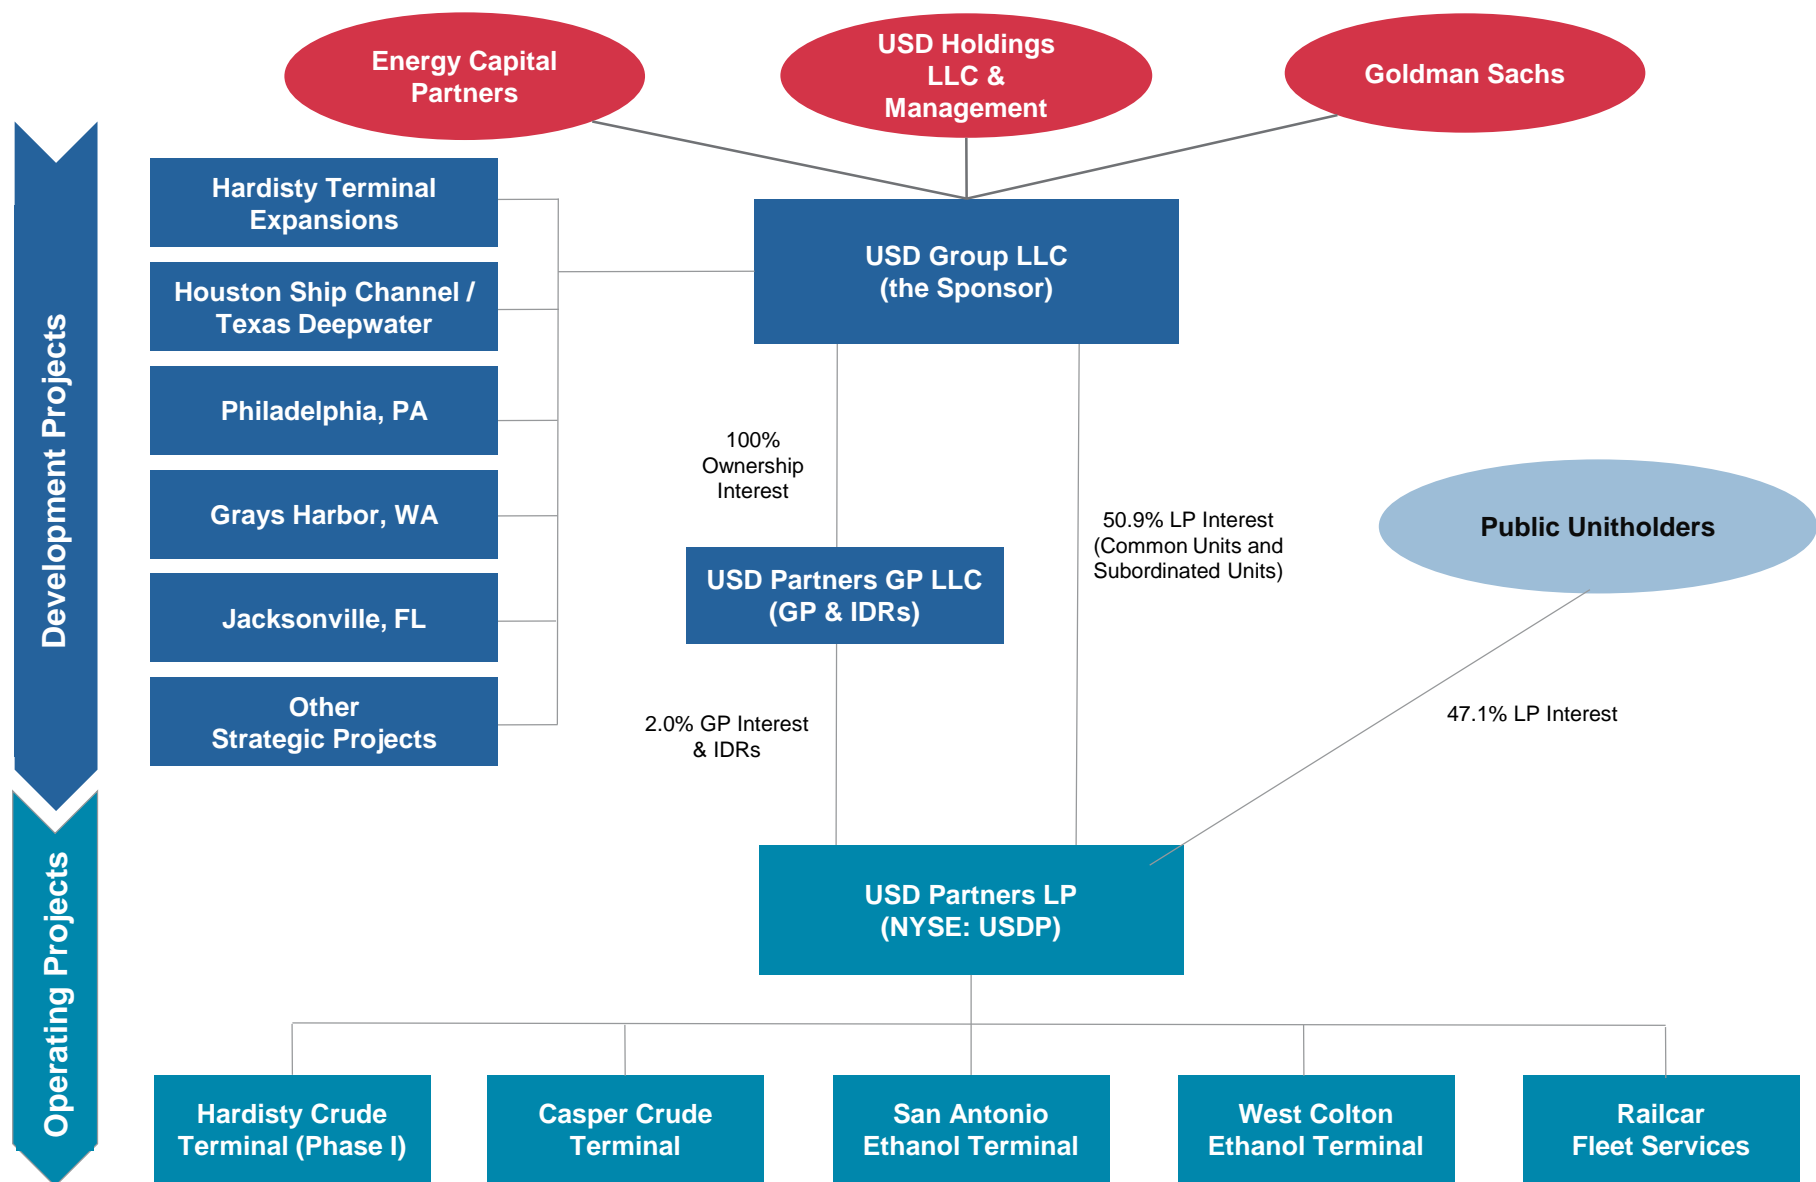 Energy Capital
Partners
USD Holdings
LLC &
Management
Goldman Sachs
Development Projects
Hardisty Terminal
Expansions
Houston Ship Channel /
Texas Deepwater
Philadelphia, PA
Grays Harbor, WA
Jacksonville, FL
Other
Strategic Projects
USD Group LLC
(the Sponsor)
100%
Ownership
Interest
50.9% LP Interest
(Common Units and
Subordinated Units)
Public Unitholders
USD Partners GP LLC
(GP & IDRs)
2.0% GP Interest
& IDRs
47.1% LP Interest
Operating Projects
USD Partners LP
(NYSE: USDP)
Hardisty Crude
Terminal (Phase I)
Casper Crude
Terminal
San Antonio
Ethanol Terminal
West Colton
Ethanol Terminal
Railcar
Fleet Services